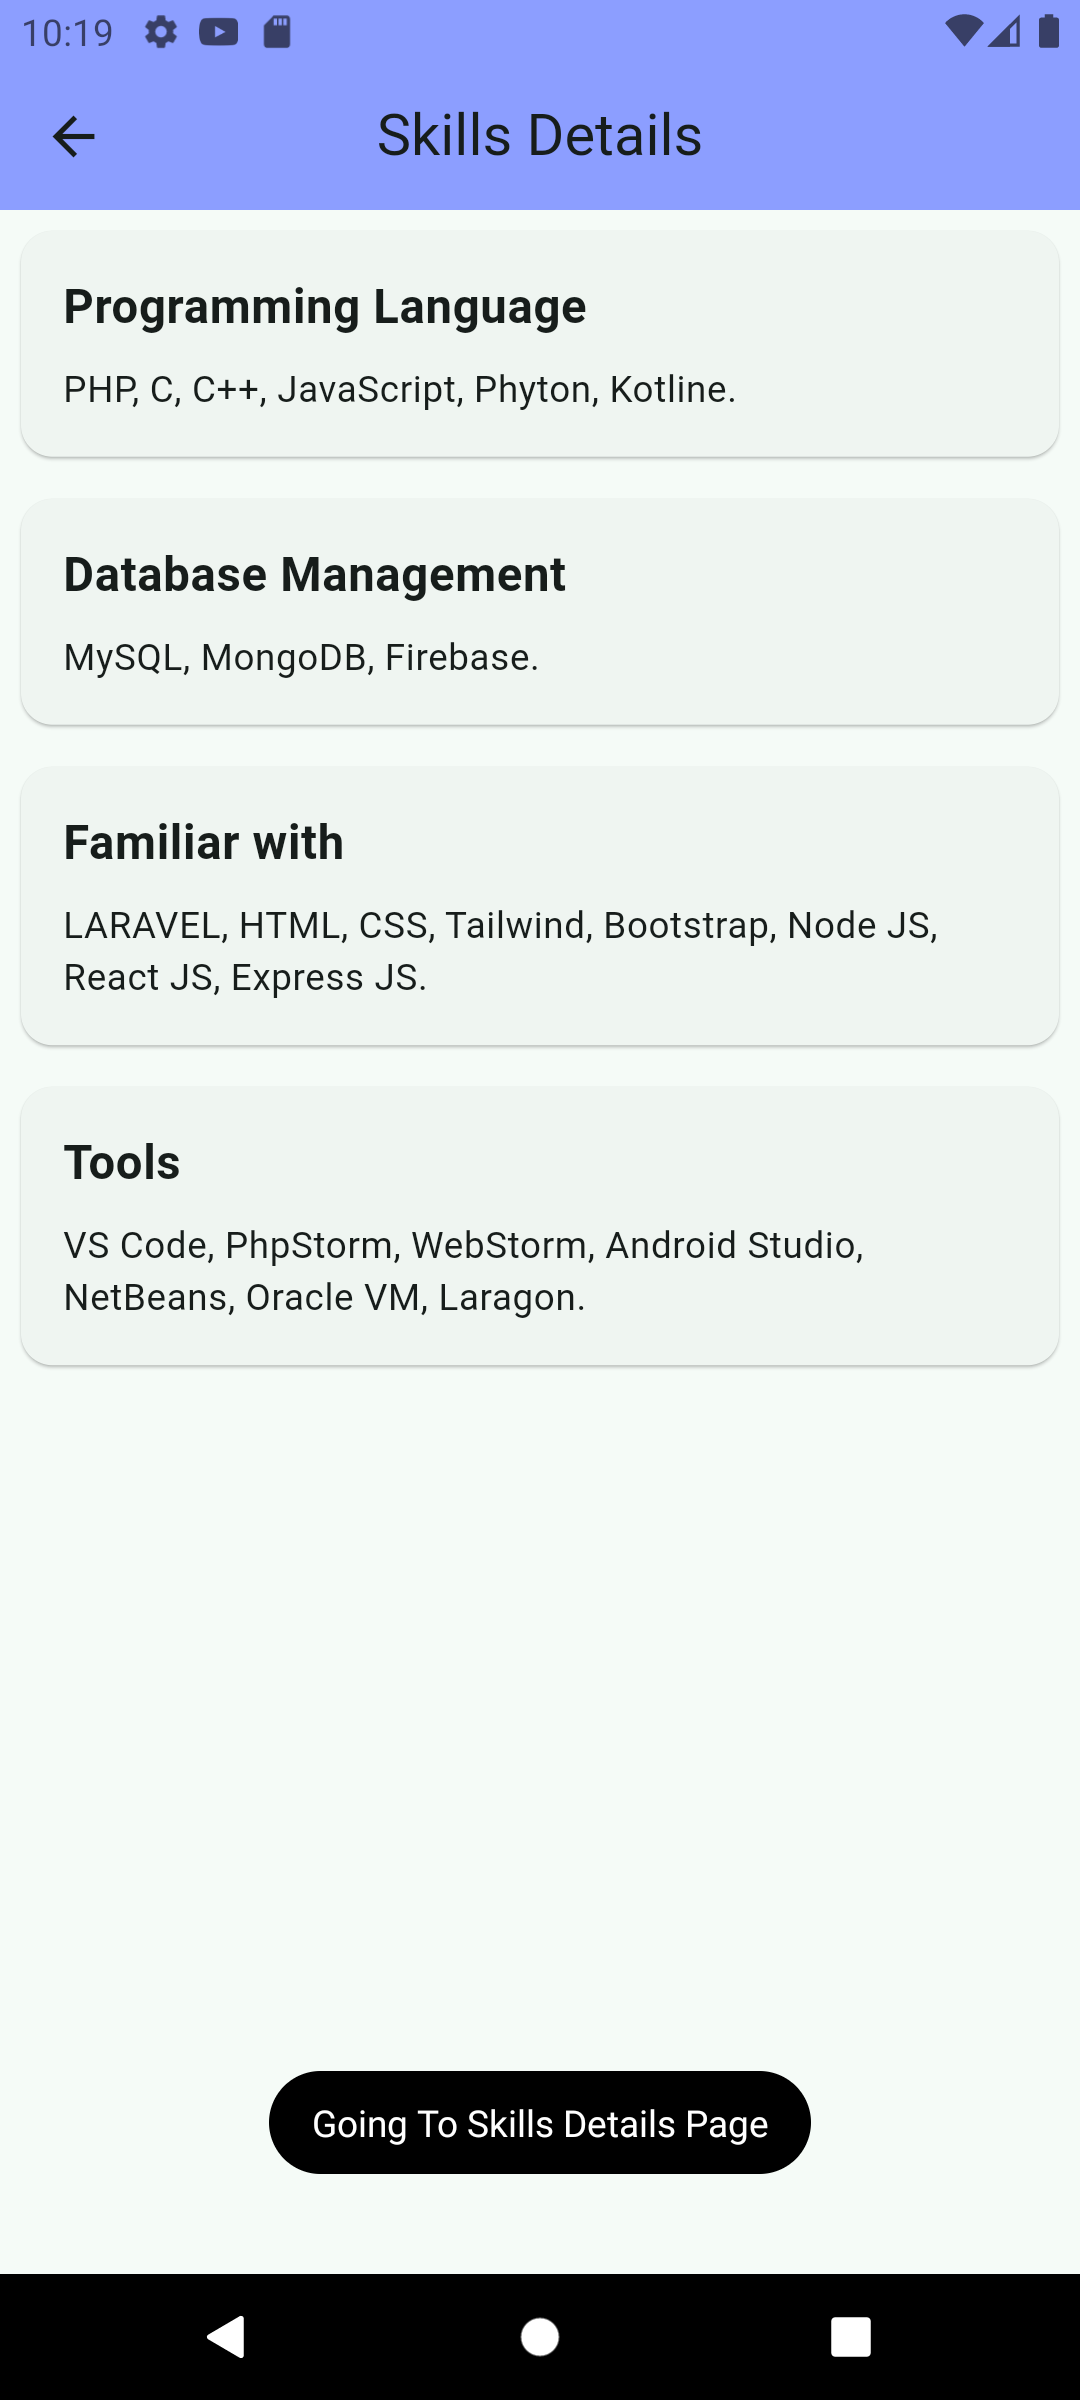 10:19
Skills Details
Programming Language
PHP, C, C++, JavaScript, Phyton, Kotline.
Database Management
MySQL, MongoDB, Firebase.
Familiar with
LARAVEL, HTML, CSS, Tailwind, Bootstrap, Node JS,
React JS, Express JS.
Tools
VS Code, PhpStorm, WebStorm, Android Studio,
NetBeans, Oracle VM, Laragon.
Going To Skills Details Page